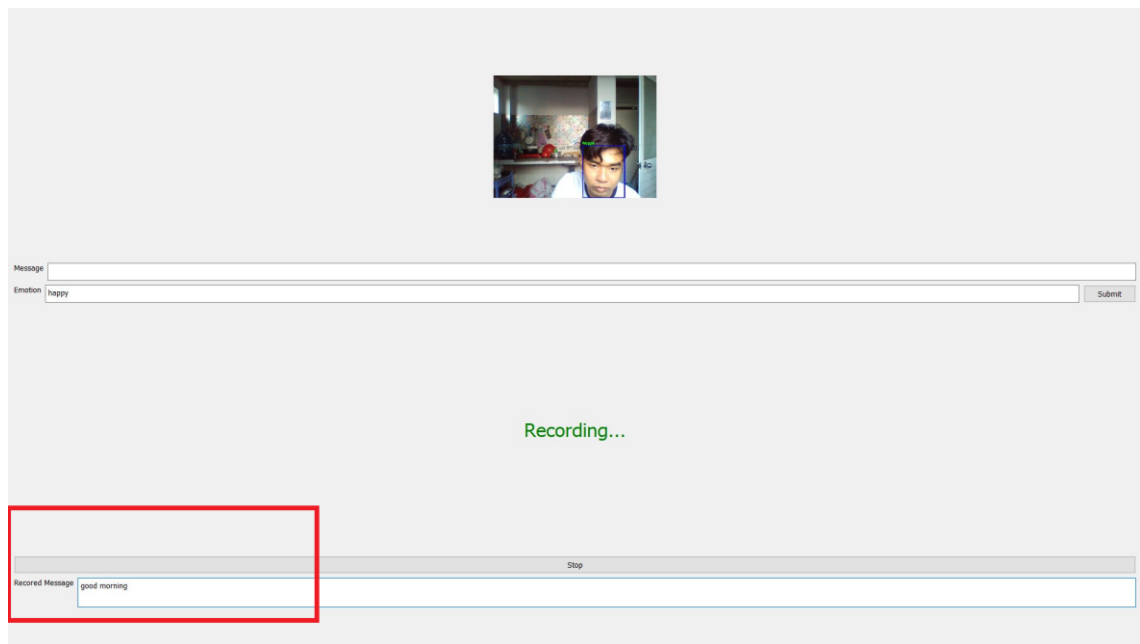 Message
Emotion happy Submit
Recording...
Stop
Recored Message good morning